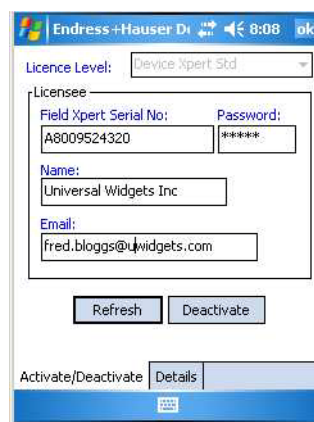 Endress+Hauser De 8:08 ok
Licence Level: Device Xpert Std
Licensee
Field Xpert Serial No: Password:
A8009524320 *****
Name:
Universal Widgets Inc
Email:
fred.bloggs@uwidgets.com
Refresh Deactivate
Activate/Deactivate Details